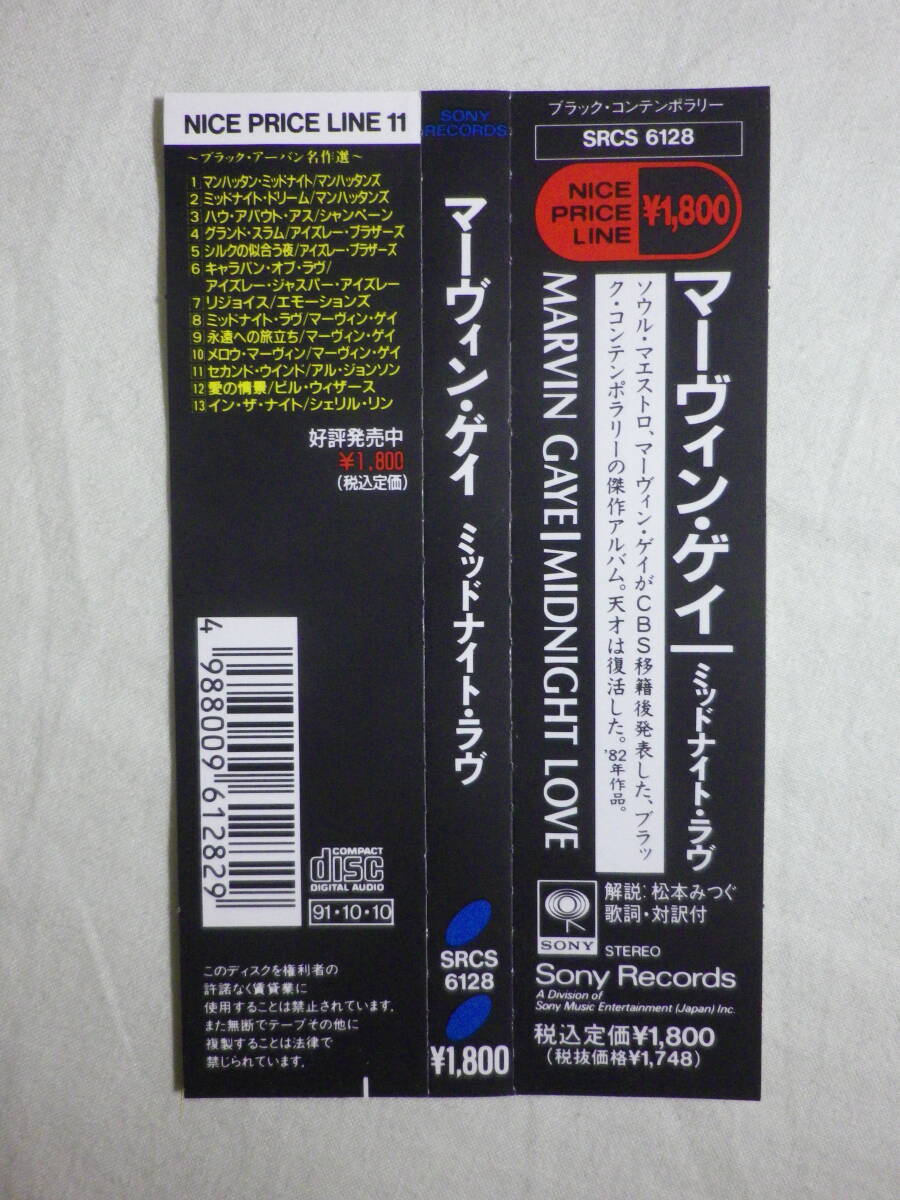 NICE PRICE LINE 11
～ブラック・アーバン名作選～
1 マンハッタン・ミッドナイト/マンハッタンズ
2 ミッドナイト・ドリーム/マンハッタンズ
3 ハウ・アバウト・アス/シャンペーン
4 グランド・スラム/アイズレー・ブラザーズ
5 シルクの似合う夜/アイズレー・ブラザーズ
6 キャラバン・オブ・ラヴ/
アイズレー・ジャスパー・アイズレー
7 リジョイス/エモーションズ
8 ミッドナイト・ラヴ/マーヴィン・ゲイ
9 永遠への旅立ち/マーヴィン・ゲイ
10 メロウ・マーヴィン/マーヴィン・ゲイ
11 セカンド・ウインド/アル・ジョンソン
12 愛の情景/ビル・ウィザース
13 イン・ザ・ナイト/シェリル・リン
好評発売中
¥1,800
(税込定価)
4 988009 612829
COMPACT
disc
DIGITAL AUDIO
91・10・10
このディスクを権利者の
許諾なく賃貸業に
使用することは禁止されています。
また無断でテープその他に
複製することは法律で
禁じられています。
SONY
RECORDS
マーヴィン・ゲイ ミッドナイト・ラヴ
SRCS
6128
¥1,800
ブラック・コンテンポラリー
SRCS 6128
NICE
PRICE
LINE
¥1,800
マーヴィン・ゲイ|ミッドナイト・ラヴ
ソウル・マエストロ、マーヴィン・ゲイがCBS移籍後発表した、ブラッ
ク・コンテンポラリーの傑作アルバム。天才は復活した。'82年作品。
MARVIN GAYE|MIDNIGHT LOVE
解説:松本みつぐ
歌詞・対訳付
SONY
STEREO
Sony Records
A Division of
Sony Music Entertainment (Japan) Inc.
税込定価¥1,800
(税抜価格¥1,748)